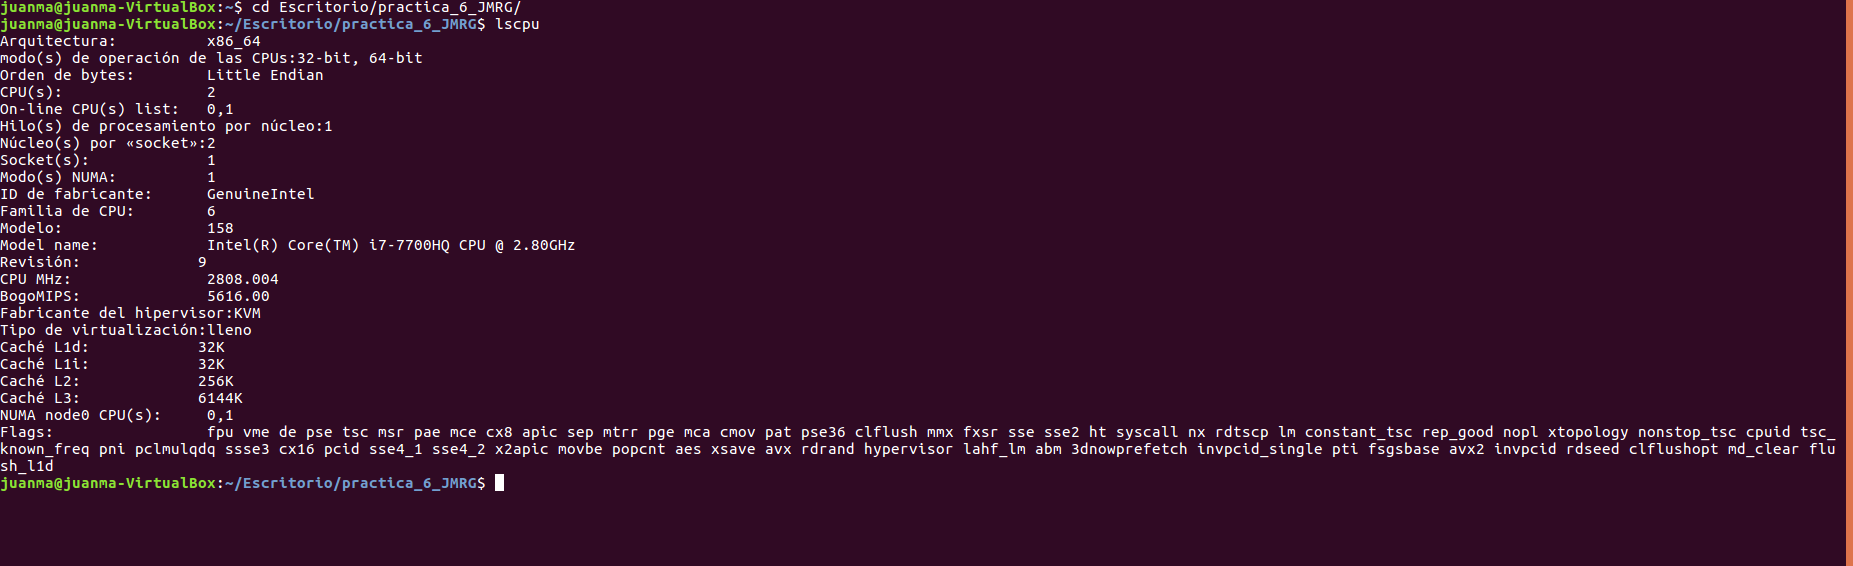 juanma@juanma-VirtualBox:~$ cd Escritorio/practica_6_JMRG/
juanma@juanma-VirtualBox:~/Escritorio/practica_6_JMRG$ lscpu
Arquitectura:          x86_64
modo(s) de operación de las CPUs:32-bit, 64-bit
Orden de bytes:        Little Endian
CPU(s):                2
On-line CPU(s) list:   0,1
Hilo(s) de procesamiento por núcleo:1
Núcleo(s) por «socket»:2
Socket(s):             1
Modo(s) NUMA:          1
ID de fabricante:      GenuineIntel
Familia de CPU:        6
Modelo:                158
Model name:            Intel(R) Core(TM) i7-7700HQ CPU @ 2.80GHz
Revisión:             9
CPU MHz:               2808.004
BogoMIPS:              5616.00
Fabricante del hipervisor:KVM
Tipo de virtualización:lleno
Caché L1d:            32K
Caché L1i:            32K
Caché L2:             256K
Caché L3:             6144K
NUMA node0 CPU(s):     0,1
Flags:                 fpu vme de pse tsc msr pae mce cx8 apic sep mtrr pge mca cmov pat pse36 clflush mmx fxsr sse sse2 ht syscall nx rdtscp lm constant_tsc rep_good nopl xtopology nonstop_tsc cpuid tsc_
known_freq pni pclmulqdq ssse3 cx16 pcid sse4_1 sse4_2 x2apic movbe popcnt aes xsave avx rdrand hypervisor lahf_lm abm 3dnowprefetch invpcid_single pti fsgsbase avx2 invpcid rdseed clflushopt md_clear flu
sh_l1d
juanma@juanma-VirtualBox:~/Escritorio/practica_6_JMRG$